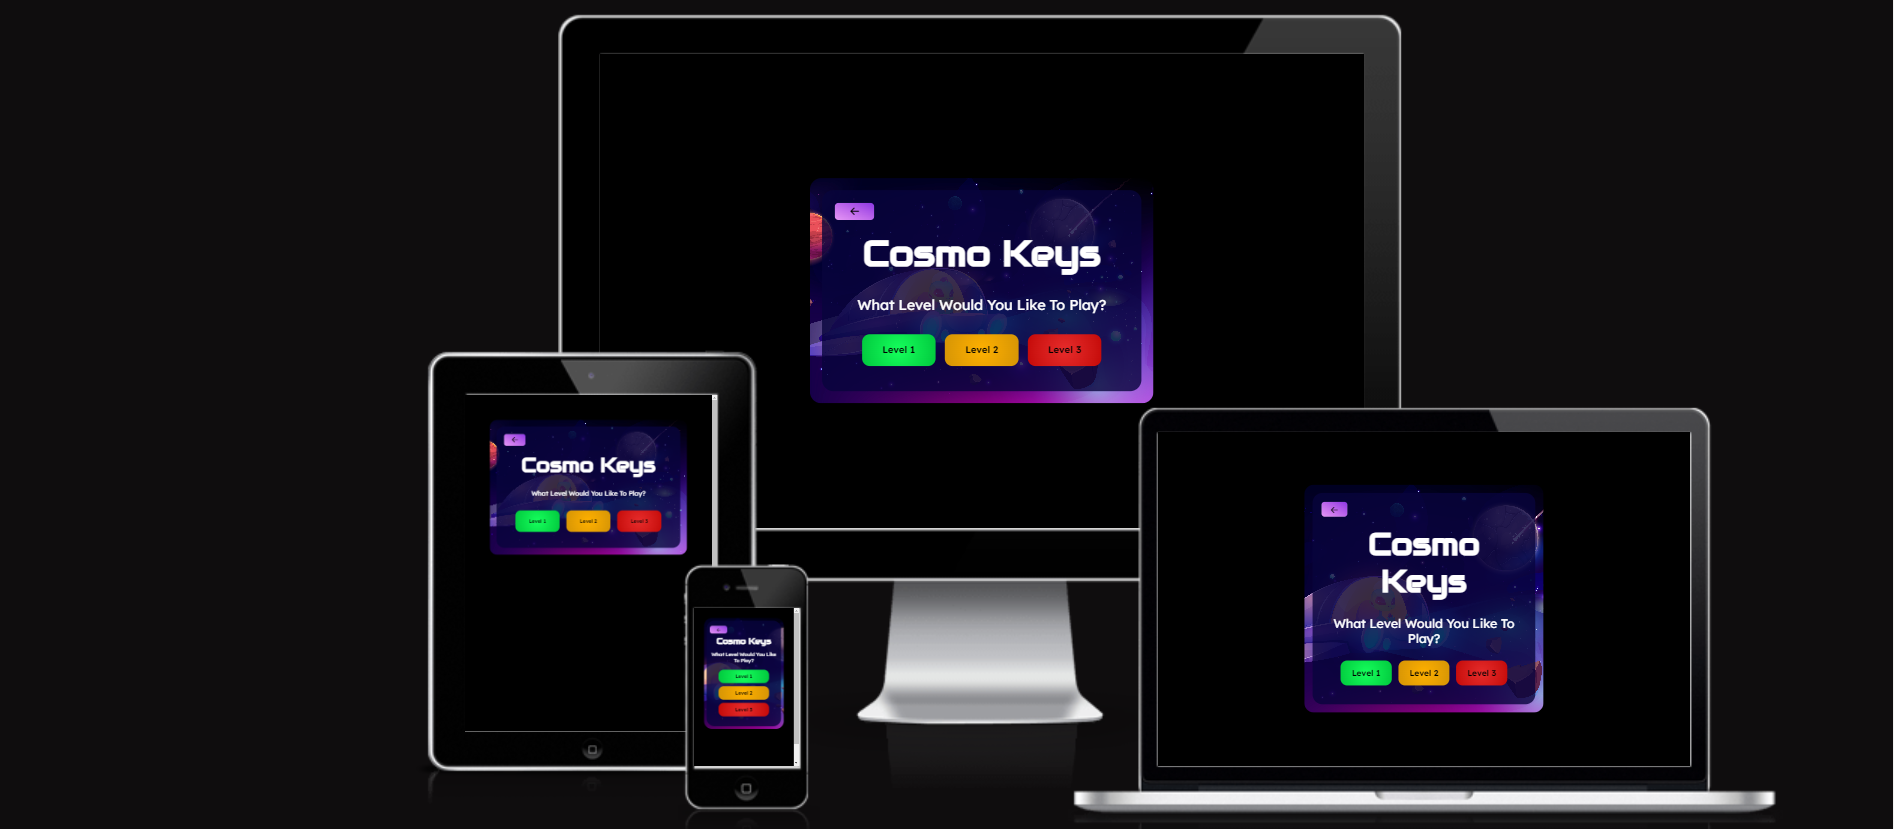 Cosmo Keys
What Level Would You Like To Play?
Level 1
Level 2
Level 3
Cosmo Keys
What Level Would You Like To Play?
Level 1
Level 2
Level 3
Cosmo Keys
What Level Would You Like
To Play?
Level 1
Level 2
Level 3
Cosmo
Keys
What Level Would You Like To
Play?
Level 1
Level 2
Level 3